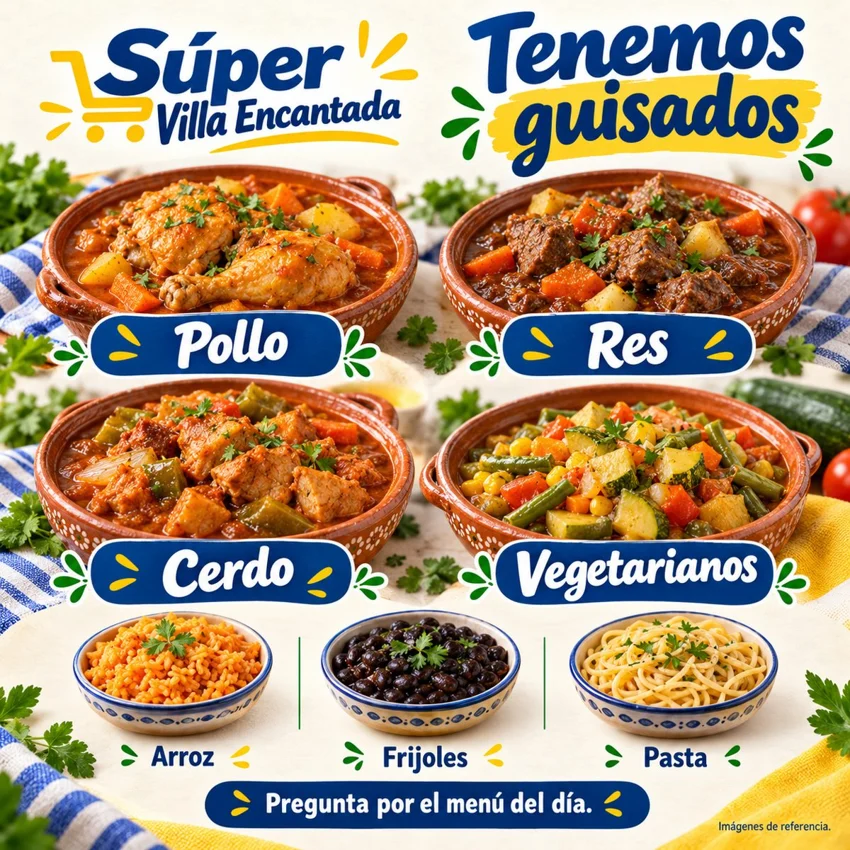 Súper
Villa Encantada
Tenemos
guisados
Pollo
Res
Cerdo
Vegetarianos
Arroz
Frijoles
Pasta
Pregunta por el menú del día.
Imágenes de referencia.